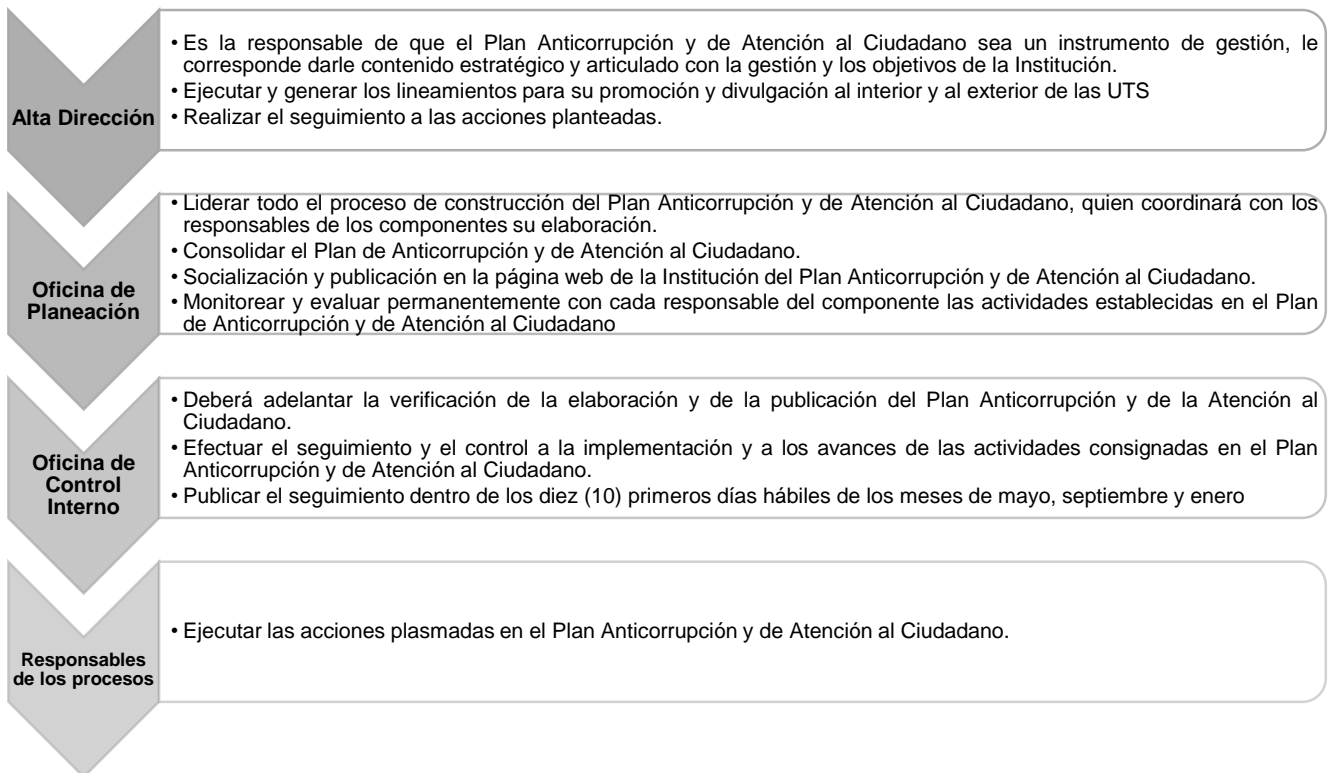 Alta Dirección
• Es la responsable de que el Plan Anticorrupción y de Atención al Ciudadano sea un instrumento de gestión, le
corresponde darle contenido estratégico y articulado con la gestión y los objetivos de la Institución.
• Ejecutar y generar los lineamientos para su promoción y divulgación al interior y al exterior de las UTS
• Realizar el seguimiento a las acciones planteadas.
Oficina de
Planeación
• Liderar todo el proceso de construcción del Plan Anticorrupción y de Atención al Ciudadano, quien coordinará con los
responsables de los componentes su elaboración.
• Consolidar el Plan de Anticorrupción y de Atención al Ciudadano.
• Socialización y publicación en la página web de la Institución del Plan Anticorrupción y de Atención al Ciudadano.
• Monitorear y evaluar permanentemente con cada responsable del componente las actividades establecidas en el Plan
de Anticorrupción y de Atención al Ciudadano
Oficina de
Control
Interno
• Deberá adelantar la verificación de la elaboración y de la publicación del Plan Anticorrupción y de la Atención al
Ciudadano.
• Efectuar el seguimiento y el control a la implementación y a los avances de las actividades consignadas en el Plan
Anticorrupción y de Atención al Ciudadano.
• Publicar el seguimiento dentro de los diez (10) primeros días hábiles de los meses de mayo, septiembre y enero
Responsables
de los procesos
• Ejecutar las acciones plasmadas en el Plan Anticorrupción y de Atención al Ciudadano.